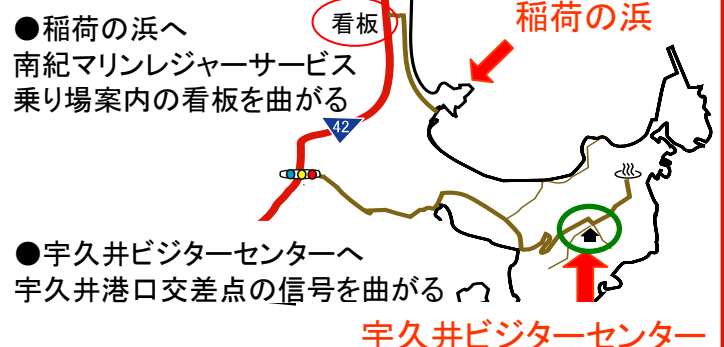 ●稲荷の浜へ
南紀マリンレジャーサービス
乗り場案内の看板を曲がる
看板
稲荷の浜
42
●宇久井ビジターセンターへ
宇久井港口交差点の信号を曲がる
宇久井ビジターセンター